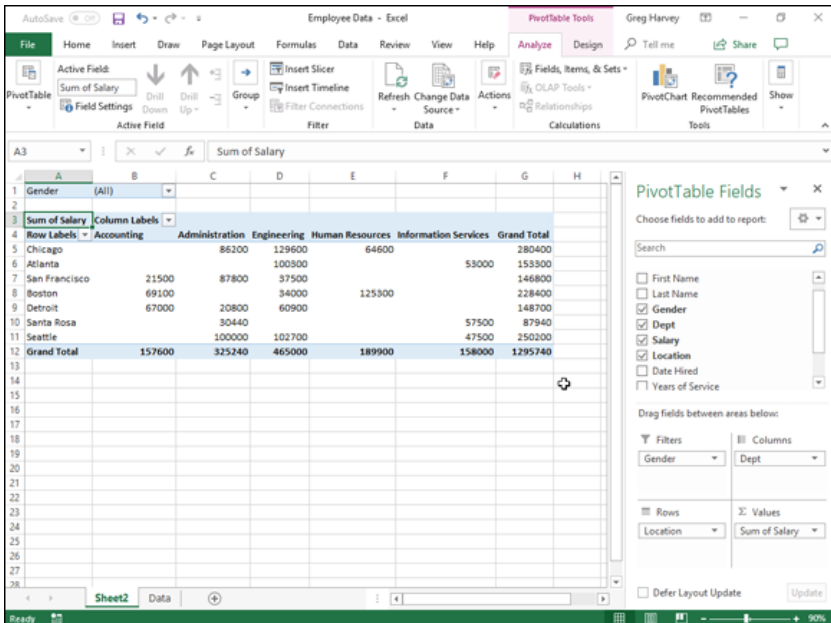 AutoSave Off Employee Data - Excel PivotTable Tools Greg Harvey
File Home Insert Draw Page Layout Formulas Data Review View Help Analyze Design Tell me Share
PivotTable
Active Field:
Sum of Salary
Field Settings
Drill Down
Drill Up
Active Field
Group
Insert Slicer
Insert Timeline
Filter Connections
Filter
Refresh
Change Data Source
Data
Actions
Fields, Items, & Sets
OLAP Tools
Relationships
Calculations
PivotChart
Recommended PivotTables
Tools
Show
A3 fx Sum of Salary
A B C D E F G H
1 Gender (All)
2
3 Sum of Salary Column Labels
4 Row Labels Accounting Administration Engineering Human Resources Information Services Grand Total
5 Chicago 86200 129600 64600 280400
6 Atlanta 100300 53000 153300
7 San Francisco 21500 87800 37500 146800
8 Boston 69100 34000 125300 228400
9 Detroit 67000 20800 60900 148700
10 Santa Rosa 30440 57500 87940
11 Seattle 100000 102700 47500 250200
12 Grand Total 157600 325240 465000 189900 158000 1295740
13
14
15
16
17
18
19
20
21
22
23
24
25
26
27
28
PivotTable Fields
Choose fields to add to report:
Search
First Name
Last Name
Gender
Dept
Salary
Location
Date Hired
Years of Service
Drag fields between areas below:
Filters Columns
Gender Dept
Rows Σ Values
Location Sum of Salary
Defer Layout Update Update
Sheet2 Data
Ready 90%